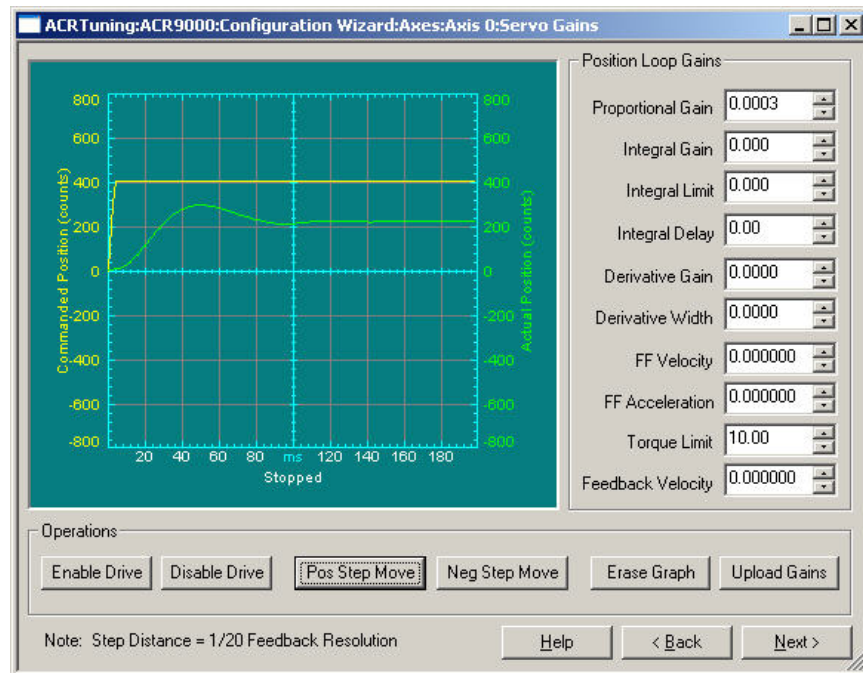 ACRTuning:ACR9000:Configuration Wizard:Axes:Axis 0:Servo Gains
800
600
400
200
0
-200
-400
-600
-800
Commanded Position (counts)
800
600
400
200
0
-200
-400
-600
-800
Actual Position (counts)
20 40 60 80 ms 120 140 160 180
Stopped
Position Loop Gains
Proportional Gain 0.0003
Integral Gain 0.000
Integral Limit 0.000
Integral Delay 0.00
Derivative Gain 0.0000
Derivative Width 0.0000
FF Velocity 0.000000
FF Acceleration 0.000000
Torque Limit 10.00
Feedback Velocity 0.000000
Operations
Enable Drive Disable Drive Pos Step Move Neg Step Move Erase Graph Upload Gains
Note: Step Distance = 1/20 Feedback Resolution
Help < Back Next >